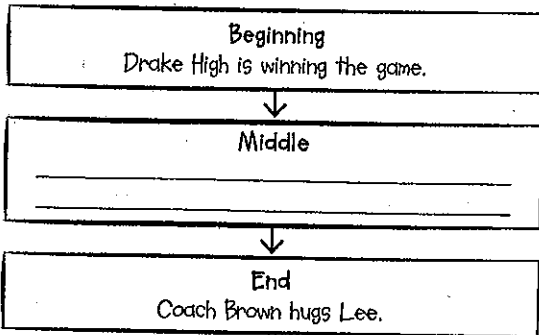 Beginning
Drake High is winning the game.
Middle
End
Coach Brown hugs Lee.